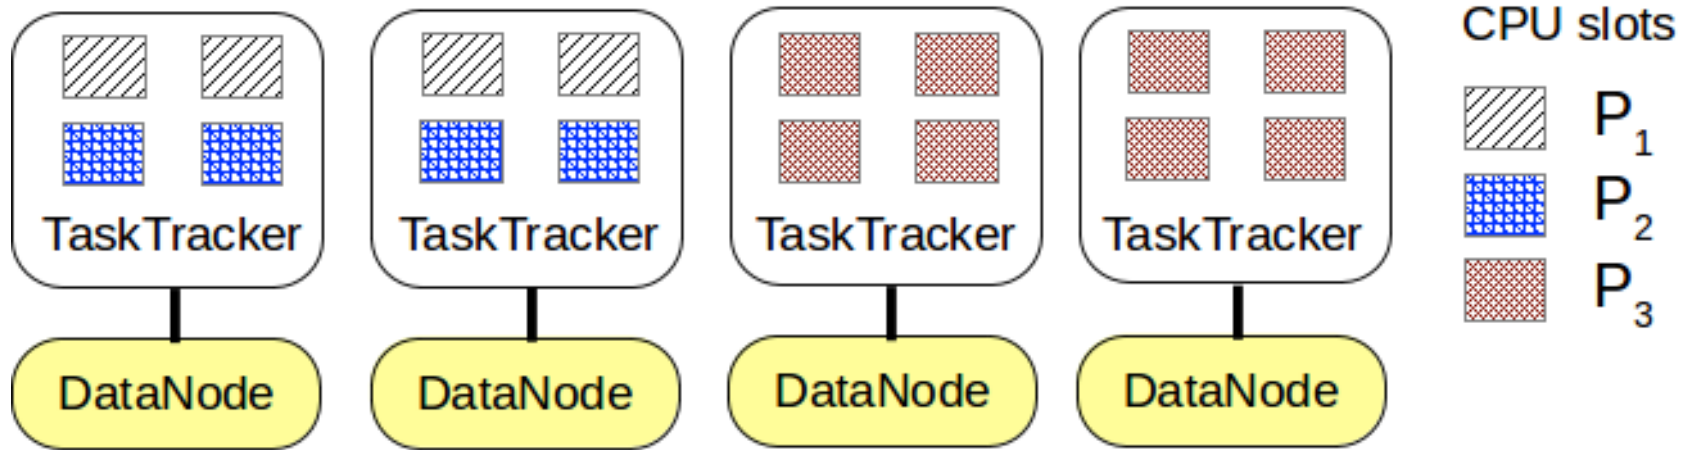 CPU slots
P1
P2
P3
TaskTracker TaskTracker TaskTracker TaskTracker
DataNode DataNode DataNode DataNode